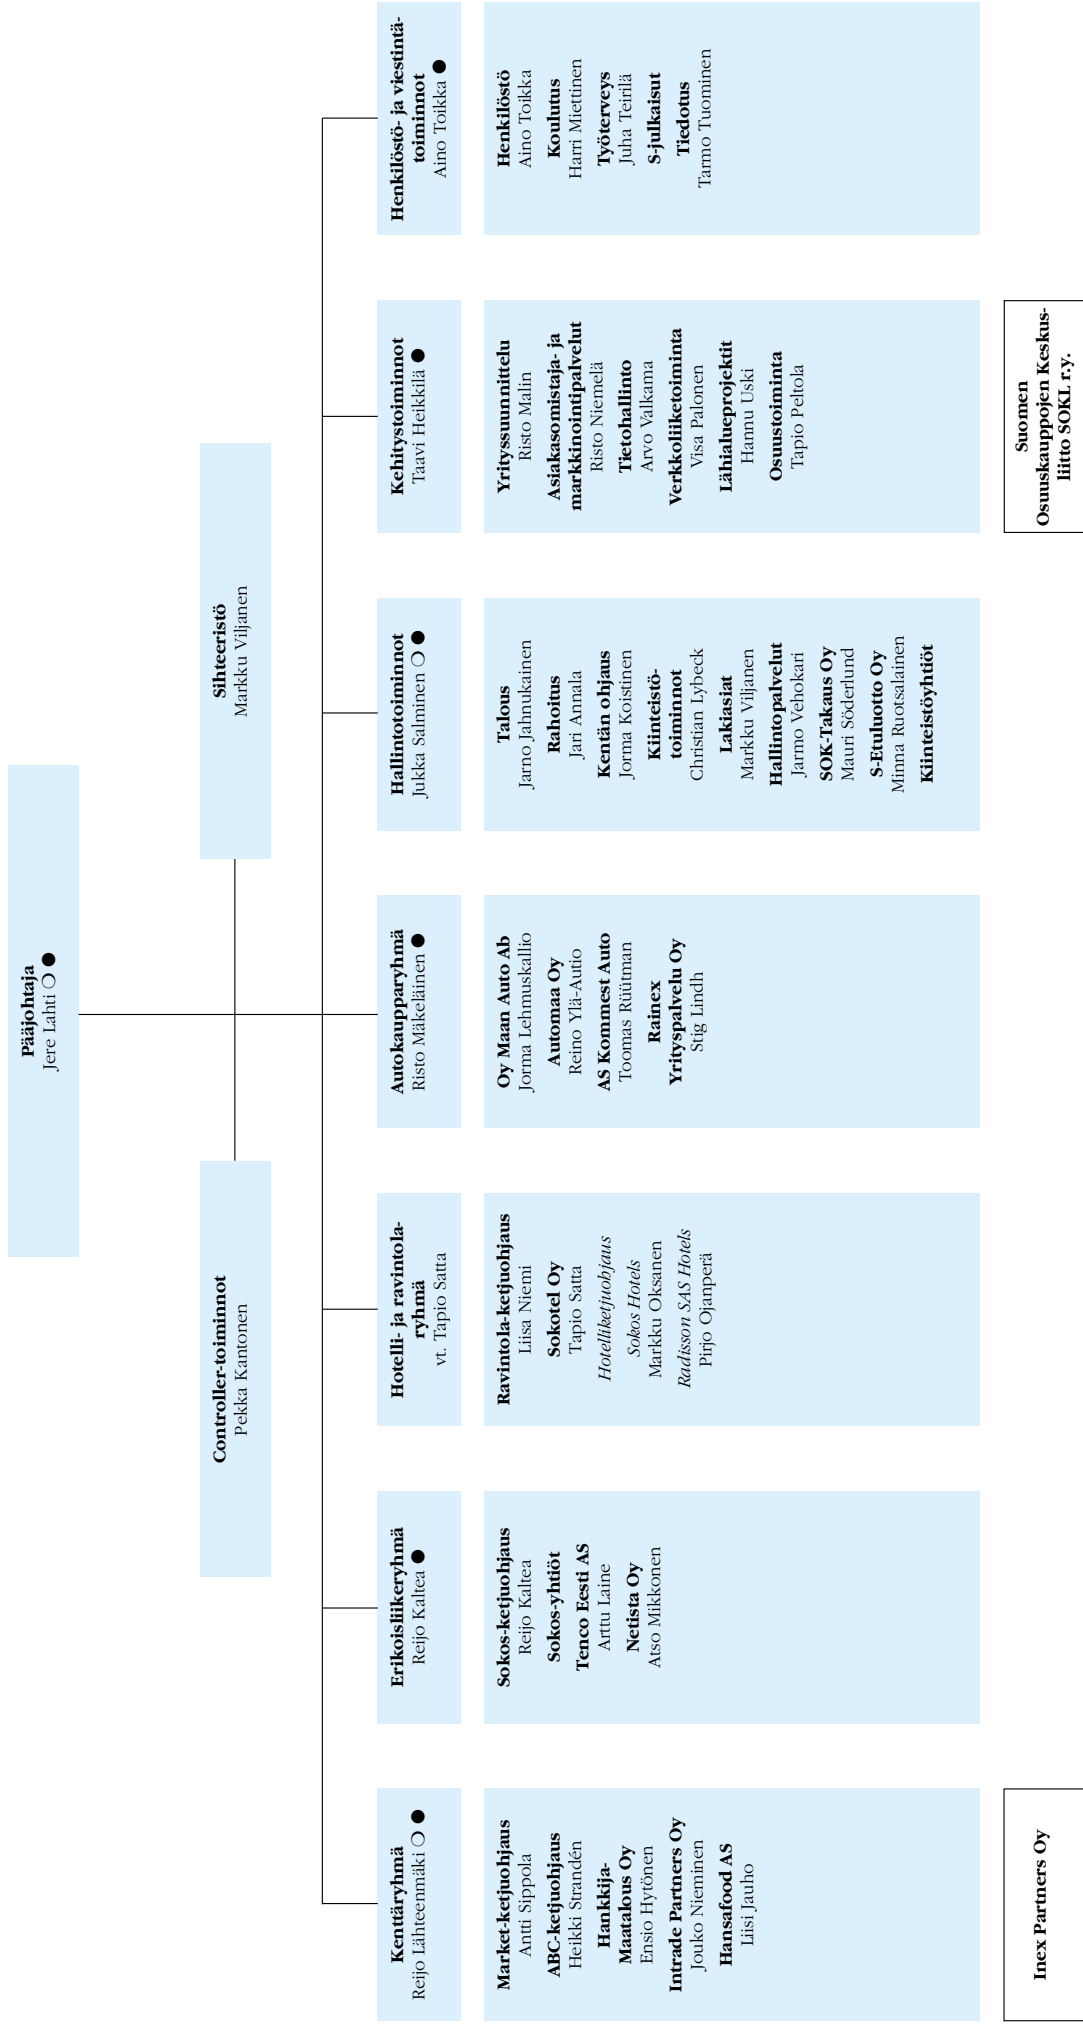 Pääjohtaja
Jere Lahti ❍ ●
Controller-toiminnot
Pekka Kantonen
Sihteeristö
Markku Viljanen
Kenttäryhmä
Reijo Lähteenmäki ❍ ●
Market-ketjuohjaus
Antti Sippola
ABC-ketjuohjaus
Heikki Strandén
Hankkija-
Maatalous Oy
Ensio Hytönen
Intrade Partners Oy
Jouko Nieminen
Hansafood AS
Liisi Jauho
Inex Partners Oy
Erikoisliikeryhmä
Reijo Kaltea ●
Sokos-ketjuohjaus
Reijo Kaltea
Sokos-yhtiöt
Tenco Eesti AS
Arttu Laine
Netista Oy
Atso Mikkonen
Hotelli- ja ravintola-
ryhmä
vt. Tapio Satta
Ravintola-ketjuohjaus
Liisa Niemi
Sokotel Oy
Tapio Satta
Hotelliketjuobjaus
Sokos Hotels
Markku Oksanen
Radisson SAS Hotels
Pirjo Ojanperä
Autokaupparyhmä
Risto Mäkeläinen ●
Oy Maan Auto Ab
Jorma Lehmuskallio
Automaa Oy
Reino Ylä-Autio
AS Kommest Auto
Toomas Rüütman
Rainex
Yrityspalvelu Oy
Stig Lindh
Hallintotoiminnot
Jukka Salminen ❍ ●
Talous
Jarno Jahnukainen
Rahoitus
Jari Annala
Kentän ohjaus
Jorma Koistinen
Kiinteistö-
toiminnot
Christian Lybeck
Lakiasiat
Markku Viljanen
Hallintopalvelut
Jarmo Vehokari
SOK-Takaus Oy
Mauri Söderlund
S-Etuluotto Oy
Minna Ruotsalainen
Kiinteistöyhtiöt
Kehitystoiminnot
Taavi Heikkilä ●
Yrityssuunnittelu
Risto Malin
Asiakasomistaja- ja
markkinointipalvelut
Risto Niemelä
Tietohallinto
Arvo Valkama
Verkkoliiketoiminta
Visa Palonen
Lähialueprojektit
Hannu Uski
Osuustoiminta
Tapio Peltola
Suomen
Osuuskauppojen Keskus-
liitto SOKL r.y.
Henkilöstö- ja viestintä-
toiminnot
Aino Toikka ●
Henkilöstö
Aino Toikka
Koulutus
Harri Miettinen
Työterveys
Juha Teirilä
S-julkaisut
Tiedotus
Tarmo Tuominen